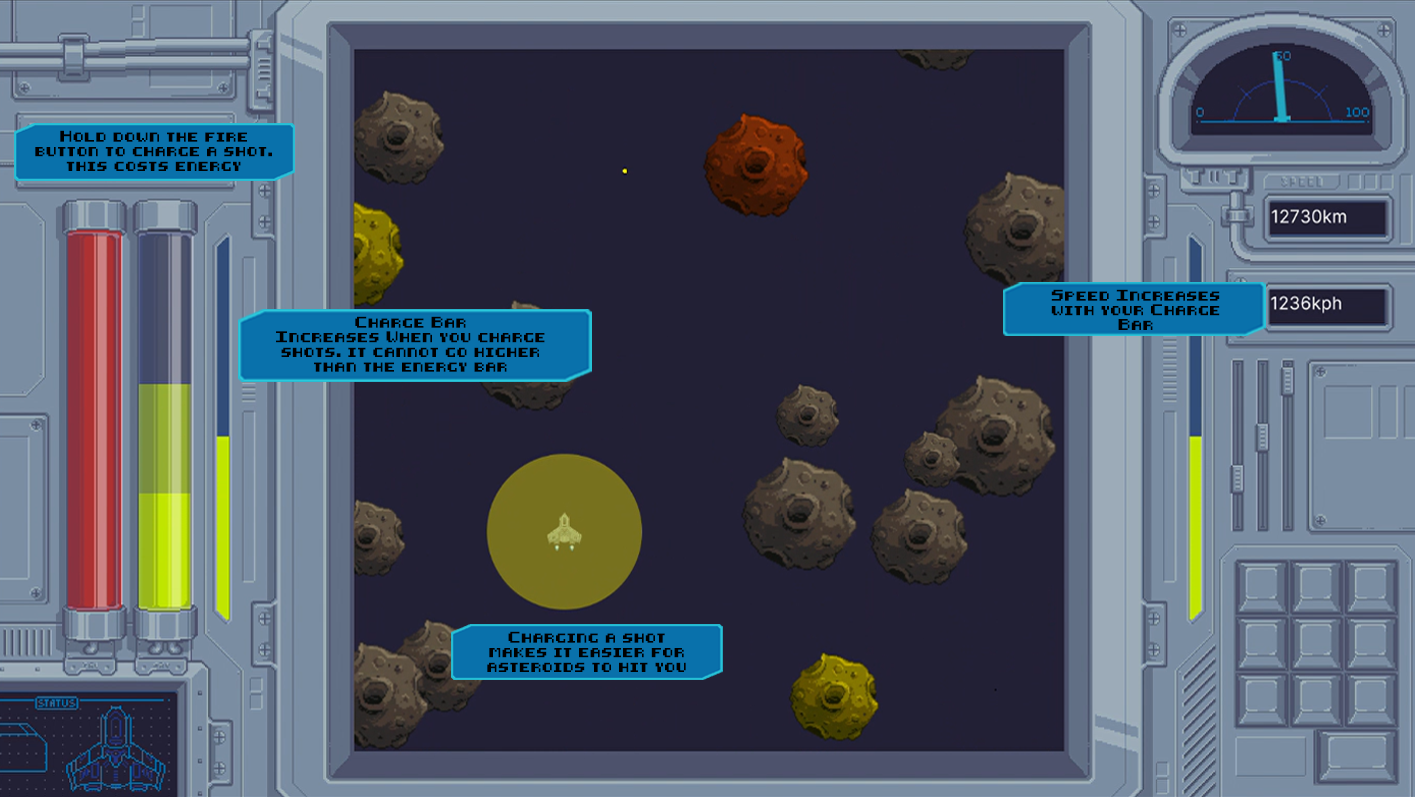 50
0
100
HOLD DOWN THE FIRE
BUTTON TO CHARGE A SHOT.
THIS COSTS ENERGY
SPEED
12730km
CHARGE BAR
INCREASES WHEN YOU CHARGE
SHOTS. IT CANNOT GO HIGHER
THAN THE ENERGY BAR
SPEED INCREASES
WITH YOUR CHARGE
BAR
1236kph
CHARGING A SHOT
MAKES IT EASIER FOR
ASTEROIDS TO HIT YOU
STATUS